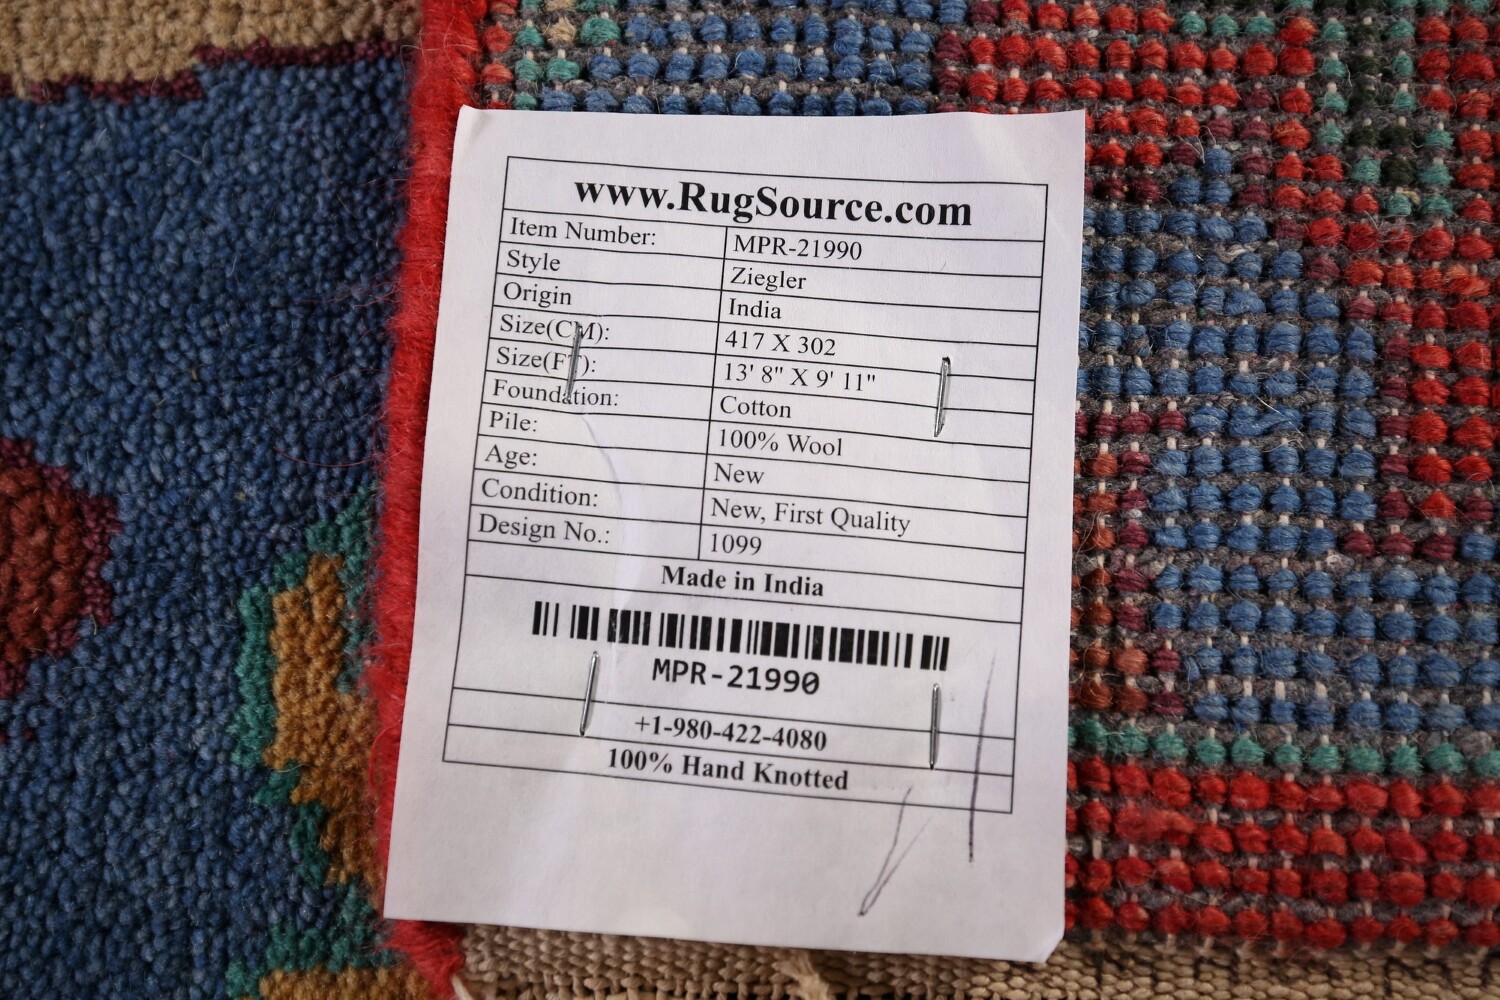 www.RugSource.com
Item Number: MPR-21990
Style Ziegler
Origin India
Size(CM): 417 X 302
Size(FT): 13' 8" X 9' 11"
Foundation: Cotton
Pile: 100% Wool
Age: New
Condition: New, First Quality
Design No.: 1099
Made in India
MPR-21990
+1-980-422-4080
100% Hand Knotted